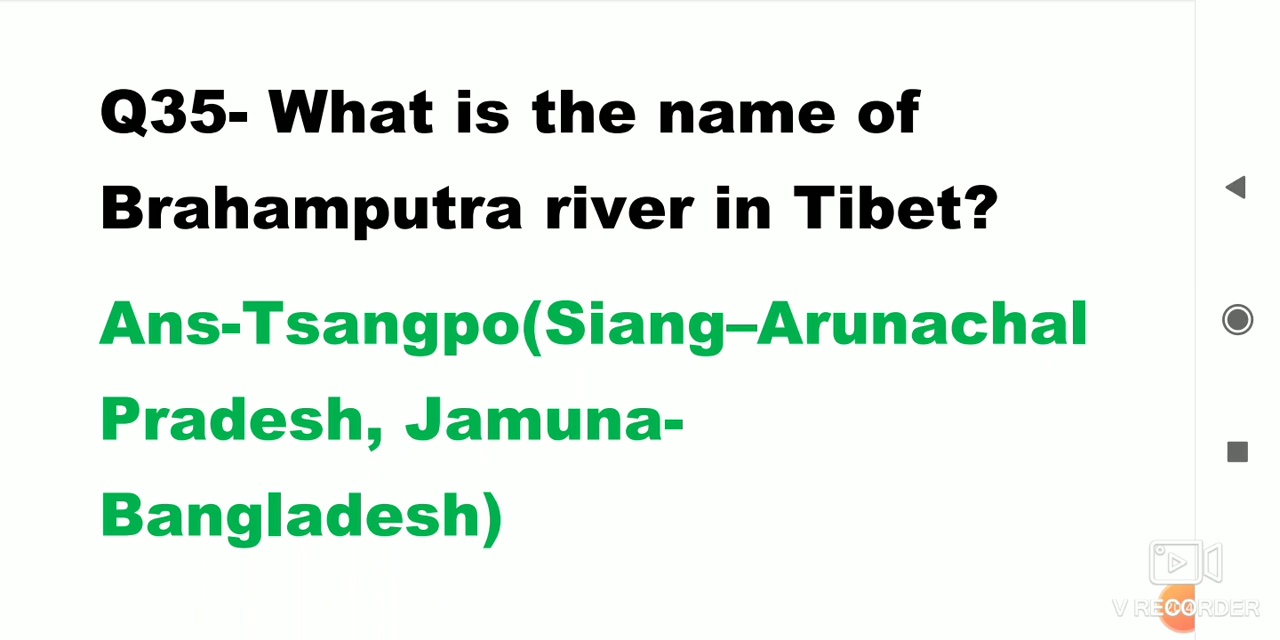 Q35- What is the name of
Brahamputra river in Tibet?
Ans-Tsangpo(Siang–Arunachal
Pradesh, Jamuna-
Bangladesh)
V RECORDER